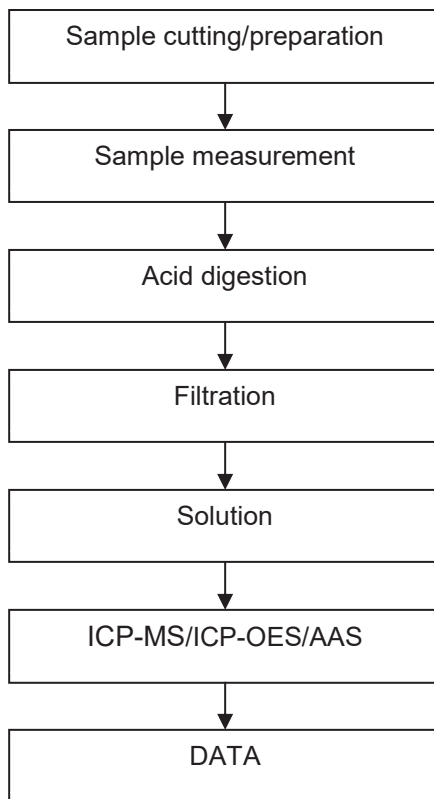 Sample cutting/preparation
Sample measurement
Acid digestion
Filtration
Solution
ICP-MS/ICP-OES/AAS
DATA